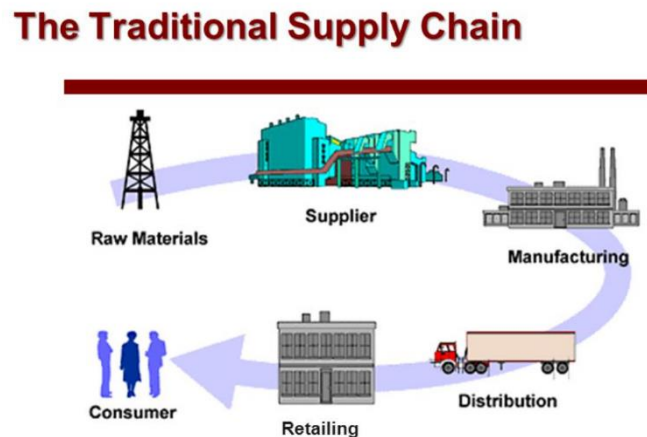 The Traditional Supply Chain
Raw Materials
Supplier
Manufacturing
Distribution
Retailing
Consumer